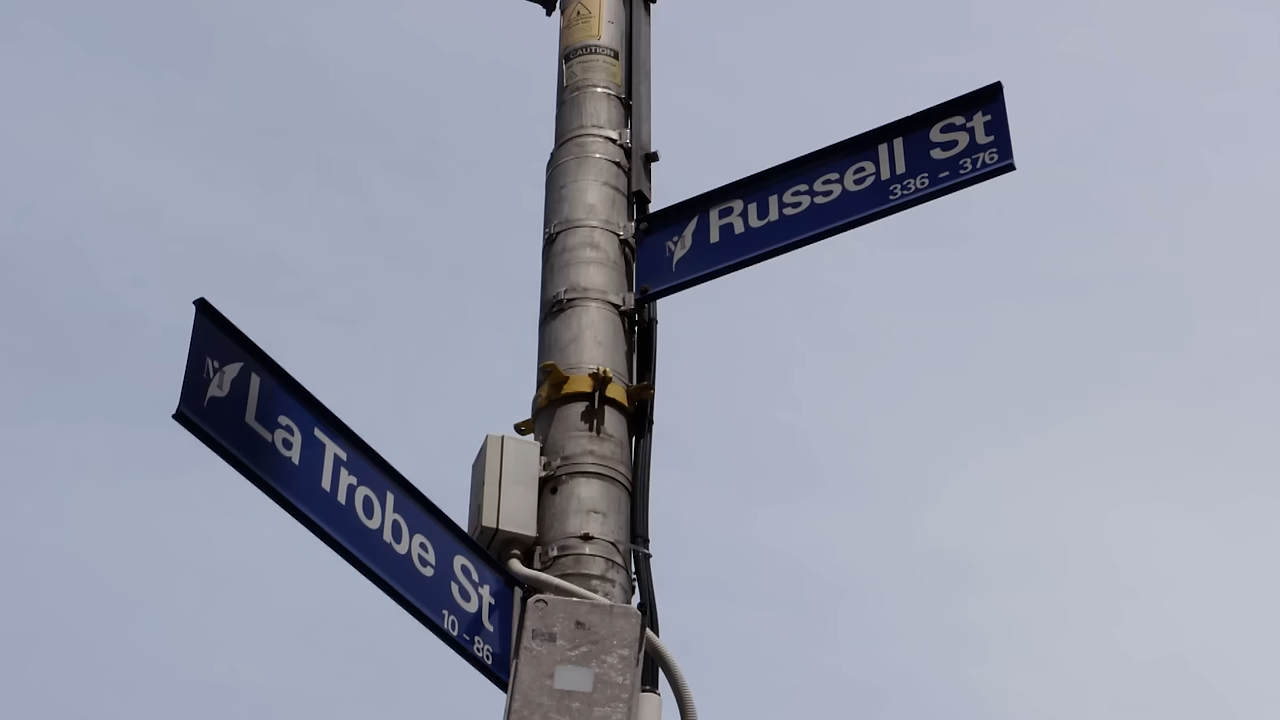 CAUTION
Russell St
336 - 376
La Trobe St
10 - 86